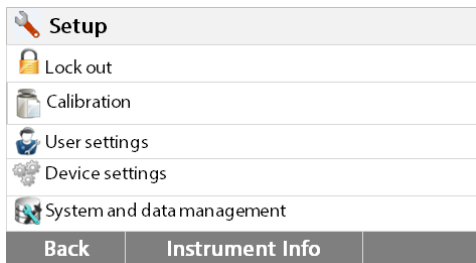 Setup
Lock out
Calibration
User settings
Device settings
System and data management
Back Instrument Info